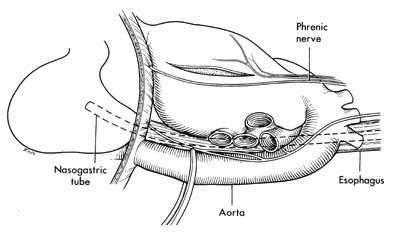 Phrenic
nerve
Nasogastric
tube
Esophagus
Aorta